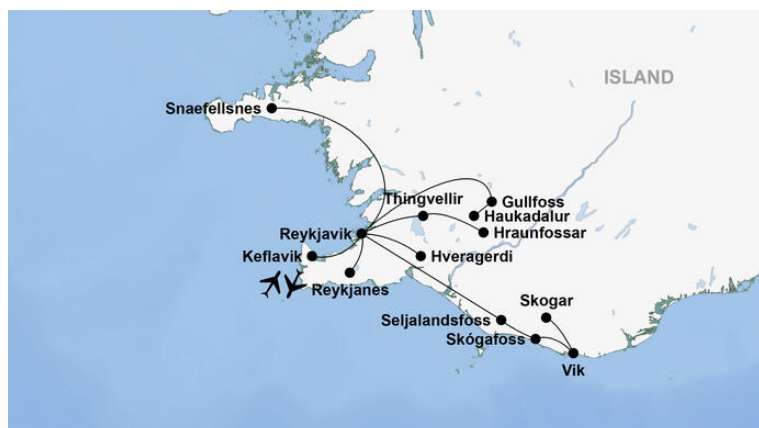 ISLAND
Snaefellsnes
Thingvellir
Gullfoss
Haukadalur
Hraunfossar
Reykjavik
Keflavik
Hveragerdi
Reykjanes
Skogar
Seljalandsfoss
Skógafoss
Vik